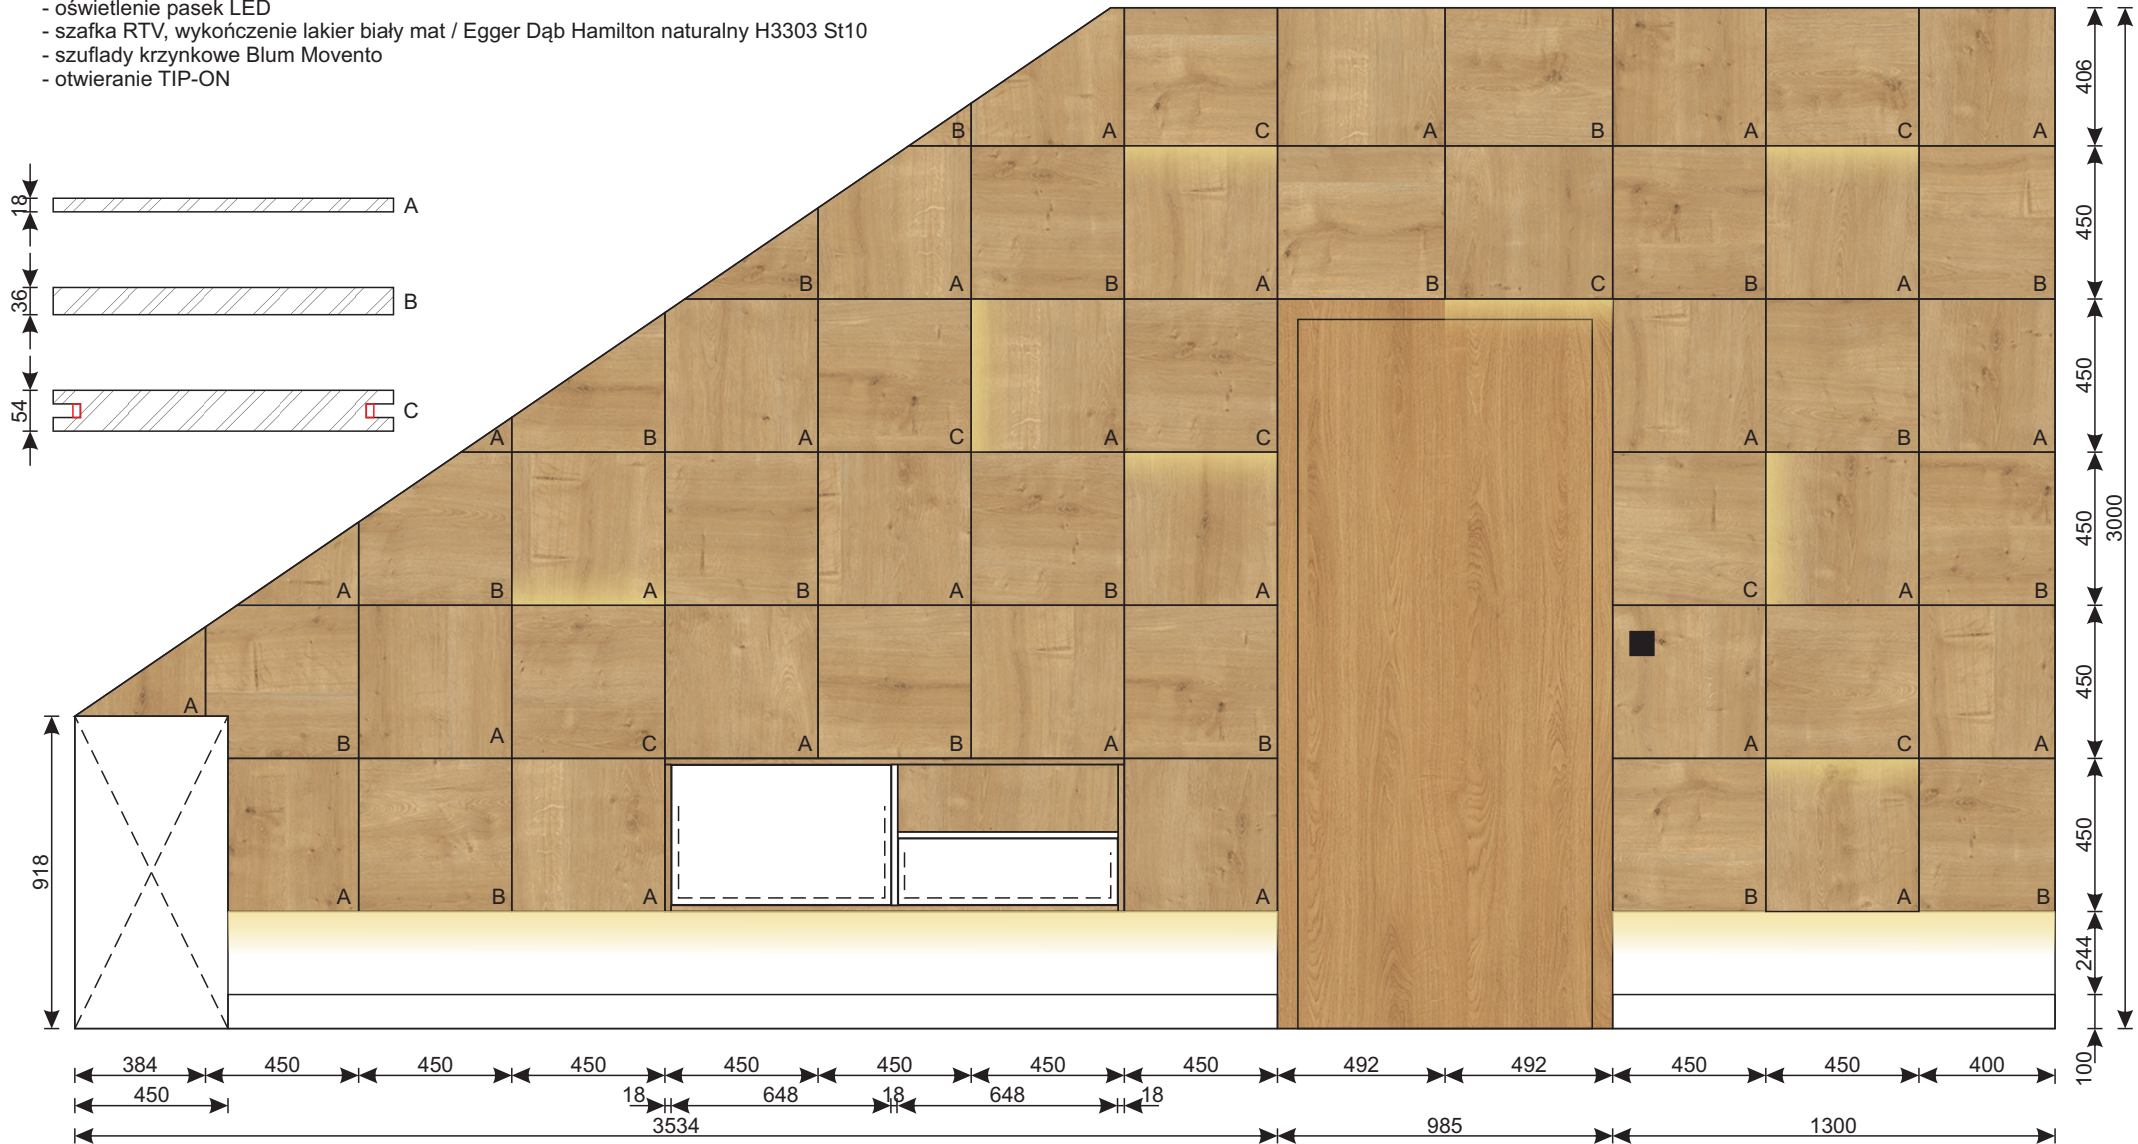 - oświetlenie pasek LED
- szafka RTV, wykończenie lakier biały mat / Egger Dąb Hamilton naturalny H3303 St10
- szuflady krzynkowe Blum Movento
- otwieranie TIP-ON
18 A
36 B
54 C
B A C A B A C A
B A B A B C B A B
A B A C A C A B A
A B A B A B A C A B
A B A C A B A B A C A
A B A A B A B
406
450
450
450
450
450
244
100
3000
918
384 450 450 450 450 450 450 450 492 492 450 450 400
450 18 648 18 648 18
3534 985 1300